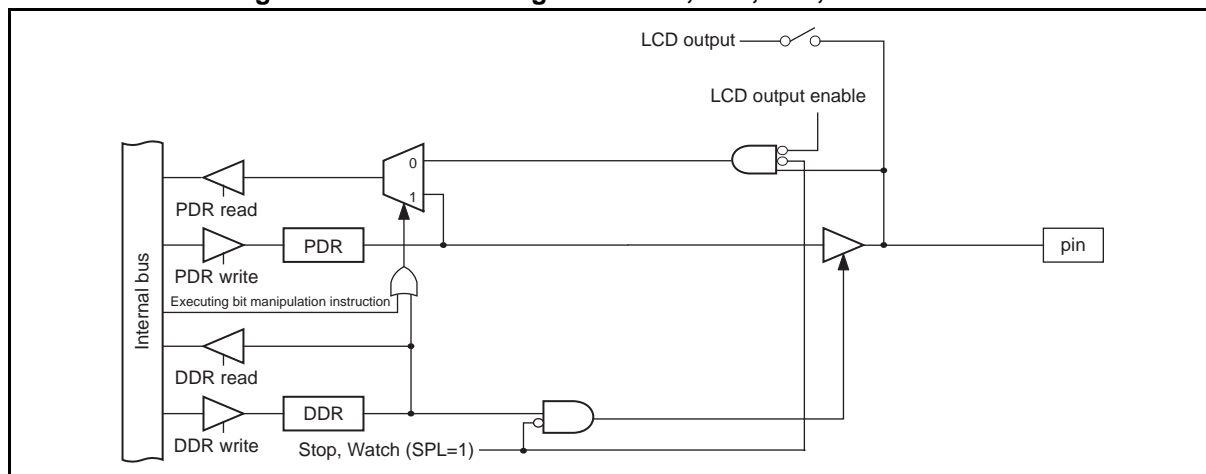 LCD output
LCD output enable
0
1
PDR read
PDR
pin
PDR write
Internal bus
Executing bit manipulation instruction
DDR read
DDR
DDR write
Stop, Watch (SPL=1)